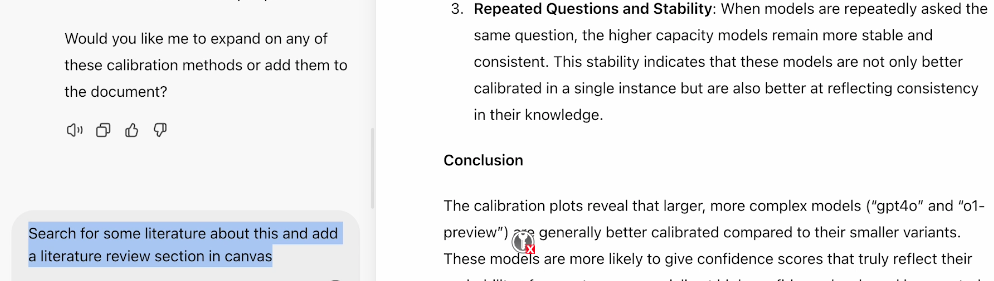 Would you like me to expand on any of
these calibration methods or add them to
the document?
Search for some literature about this and add
a literature review section in canvas
3. Repeated Questions and Stability: When models are repeatedly asked the
same question, the higher capacity models remain more stable and
consistent. This stability indicates that these models are not only better
calibrated in a single instance but are also better at reflecting consistency
in their knowledge.
Conclusion
The calibration plots reveal that larger, more complex models (“gpt4o” and “o1-
preview”) are generally better calibrated compared to their smaller variants.
These models are more likely to give confidence scores that truly reflect their